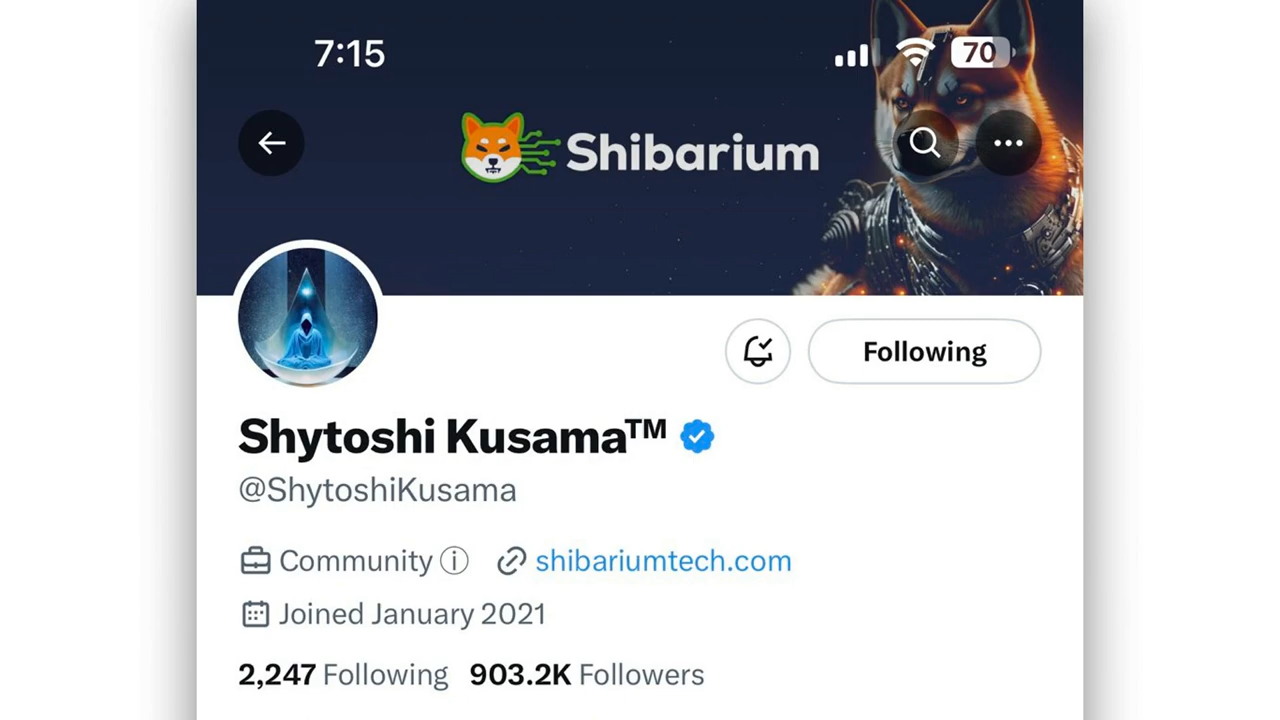 7:15 70
Shibarium
Following
Shytoshi Kusama™
@ShytoshiKusama
Community shibariumtech.com
Joined January 2021
2,247 Following 903.2K Followers